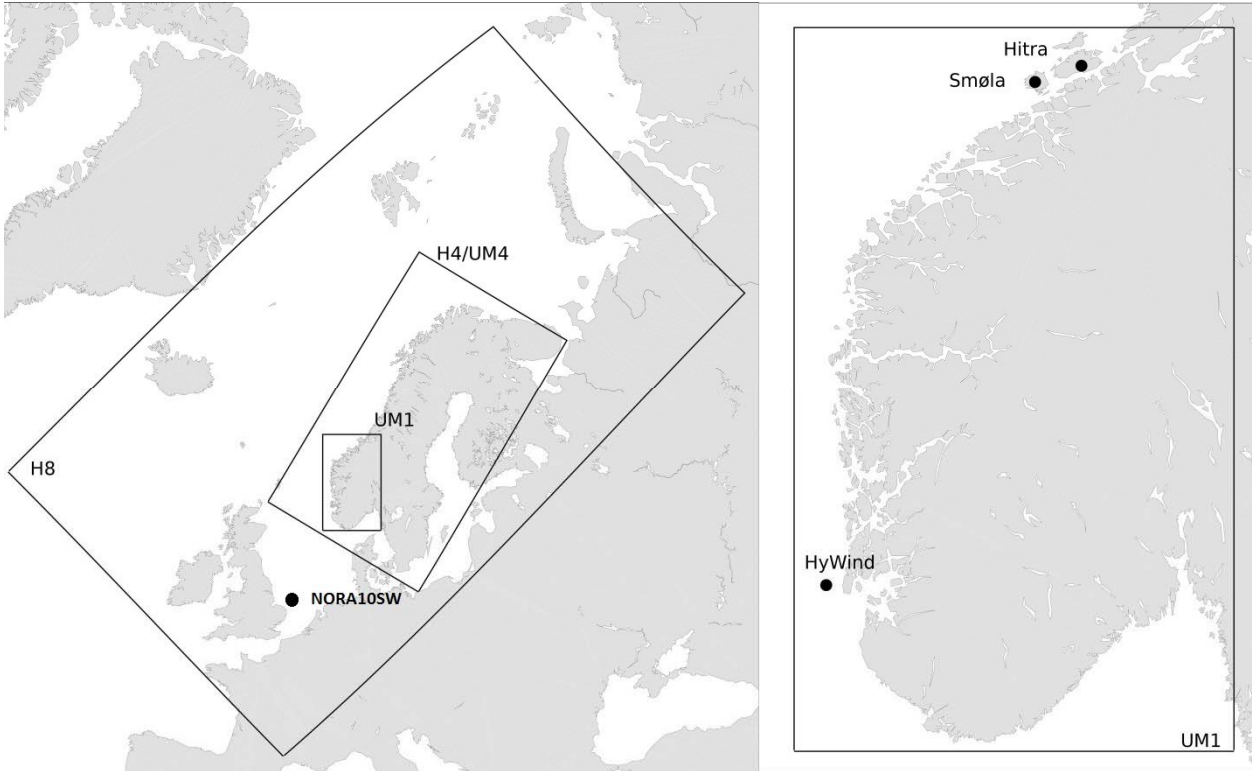 H4/UM4
UM1
H8
NORA10SW
Hitra
Smøla
HyWind
UM1